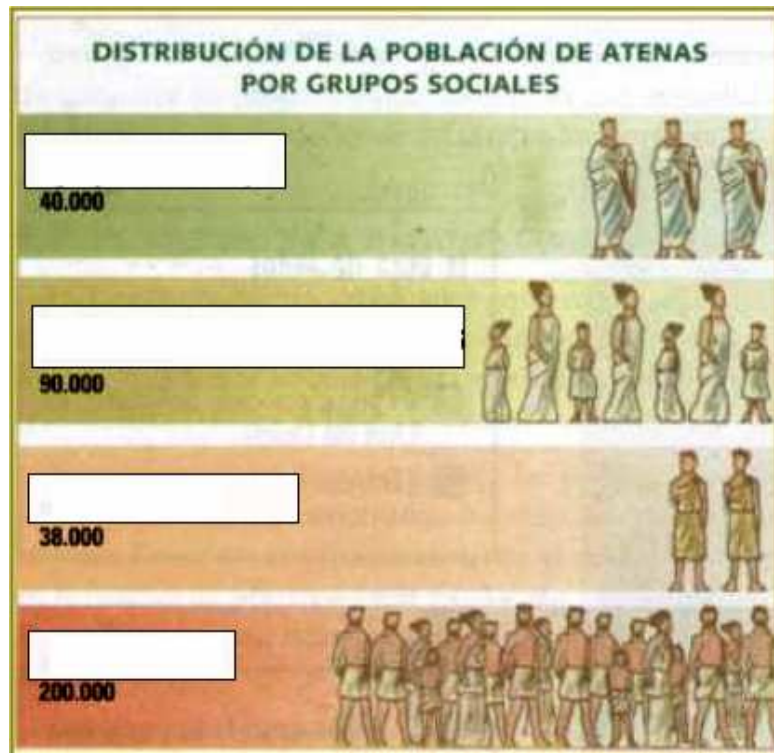 DISTRIBUCIÓN DE LA POBLACIÓN DE ATENAS
POR GRUPOS SOCIALES
40.000
90.000
38.000
200.000